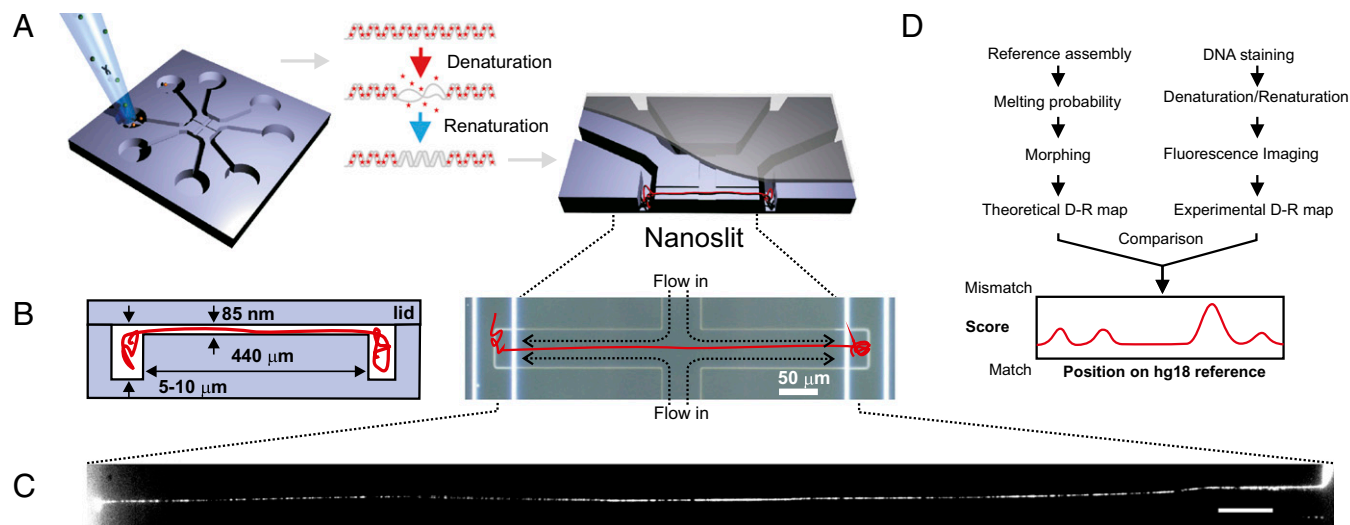 A
Denaturation
Renaturation
Nanoslit
B
85 nm
lid
440 µm
5-10 µm
Flow in
50 µm
Flow in
C
D
Reference assembly
DNA staining
Melting probability
Denaturation/Renaturation
Morphing
Fluorescence Imaging
Theoretical D-R map
Experimental D-R map
Comparison
Mismatch
Score
Match
Position on hg18 reference